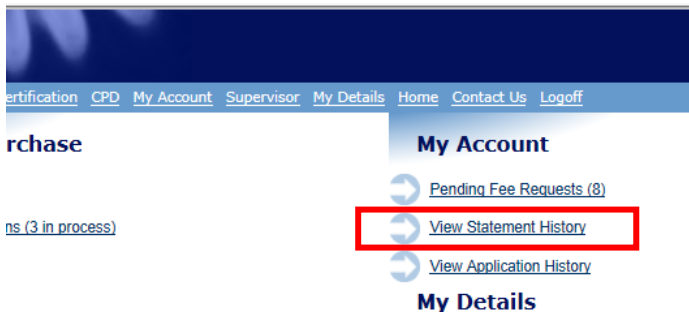 ertification CPD My Account Supervisor My Details Home Contact Us Logoff
rchase
My Account
Pending Fee Requests (8)
ns (3 in process)
View Statement History
View Application History
My Details